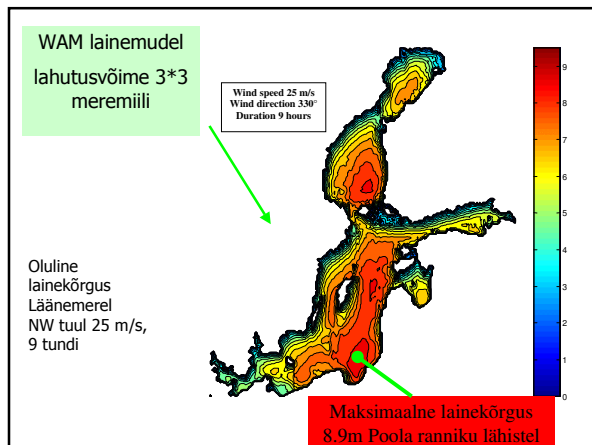 WAM lainemudel
lahutusvõime 3*3
meremiili
Wind speed 25 m/s
Wind direction 330°
Duration 9 hours
Oluline
lainekõrgus
Läänemerel
NW tuul 25 m/s,
9 tundi
9
8
7
6
5
4
3
2
1
0
Maksimaalne lainekõrgus
8.9m Poola ranniku lähistel